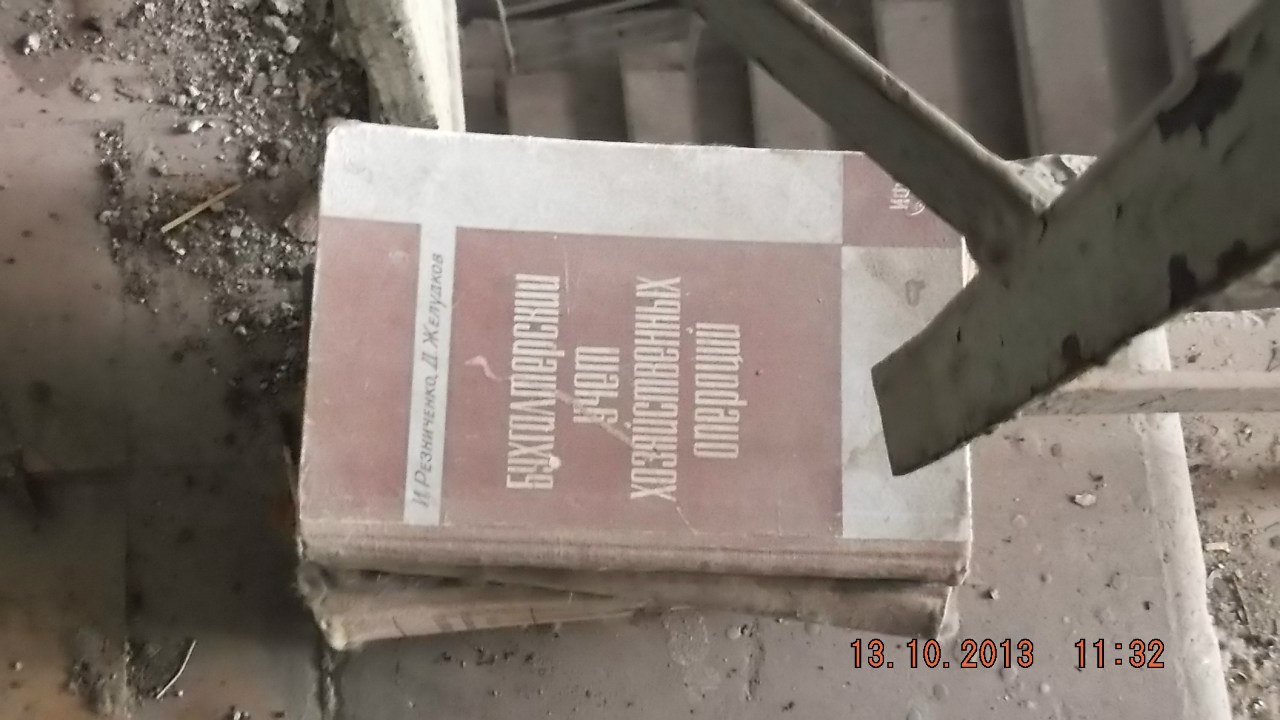 И. Резниченко, Д. Желудков
Бухгалтерский
учет
хозяйственных
операций
13.10.2013 11:32